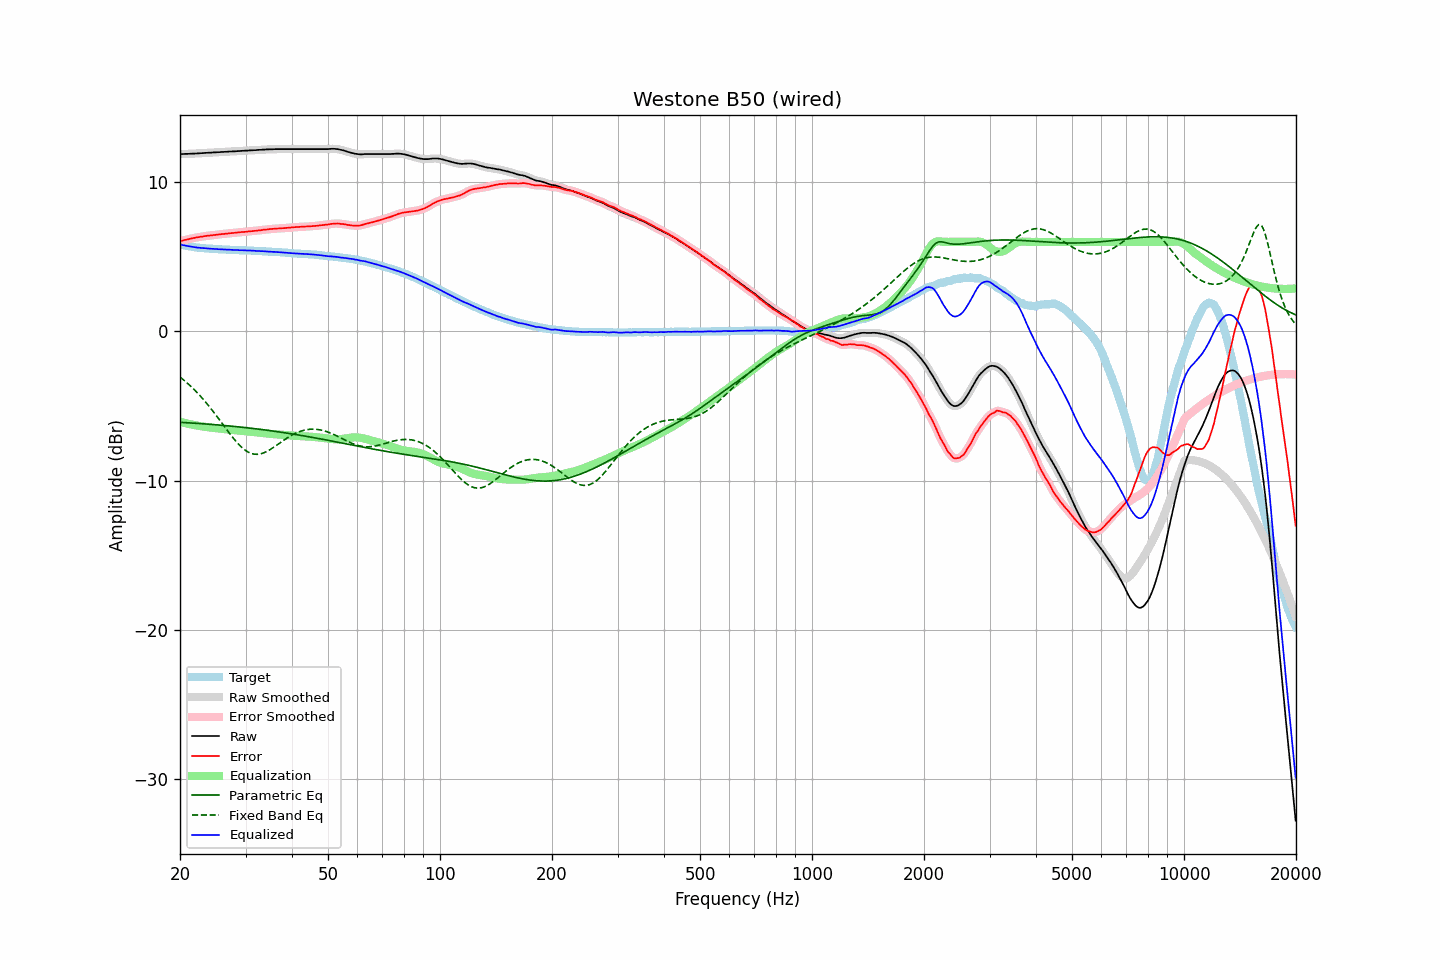 Westone B50 (wired)
Amplitude (dBr)
10
0
−10
−20
−30
Target
Raw Smoothed
Error Smoothed
Raw
Error
Equalization
Parametric Eq
Fixed Band Eq
Equalized
20 50 100 200 500 1000 2000 5000 10000 20000
Frequency (Hz)